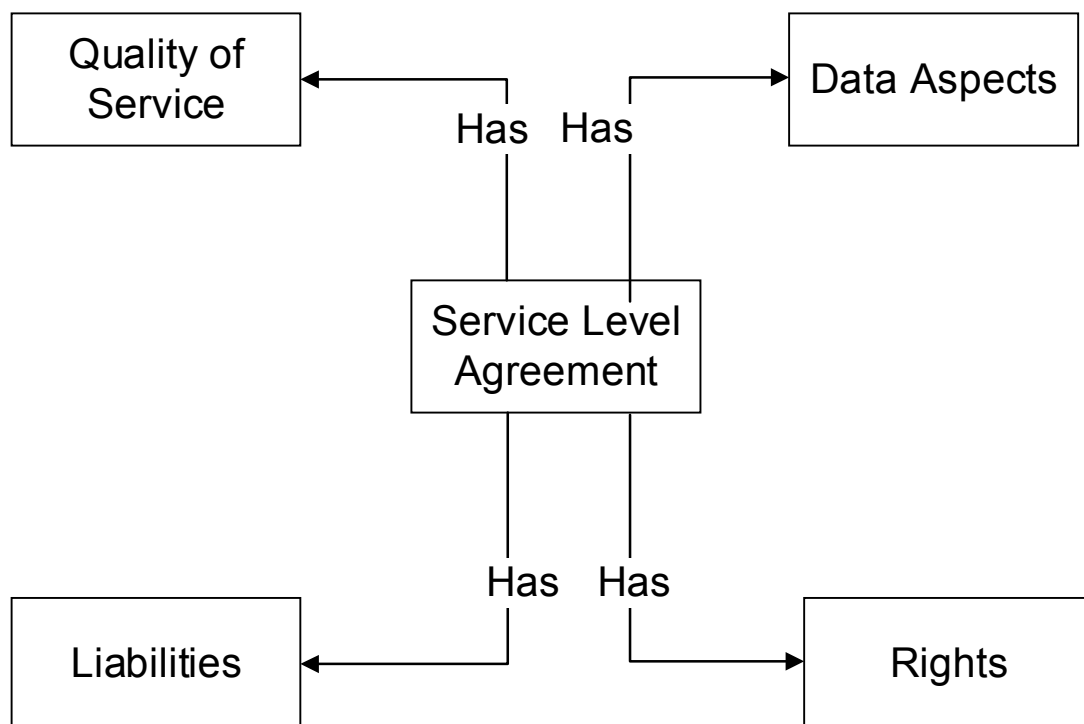 Quality of
Service
Data Aspects
Has
Has
Service Level
Agreement
Has
Has
Liabilities
Rights